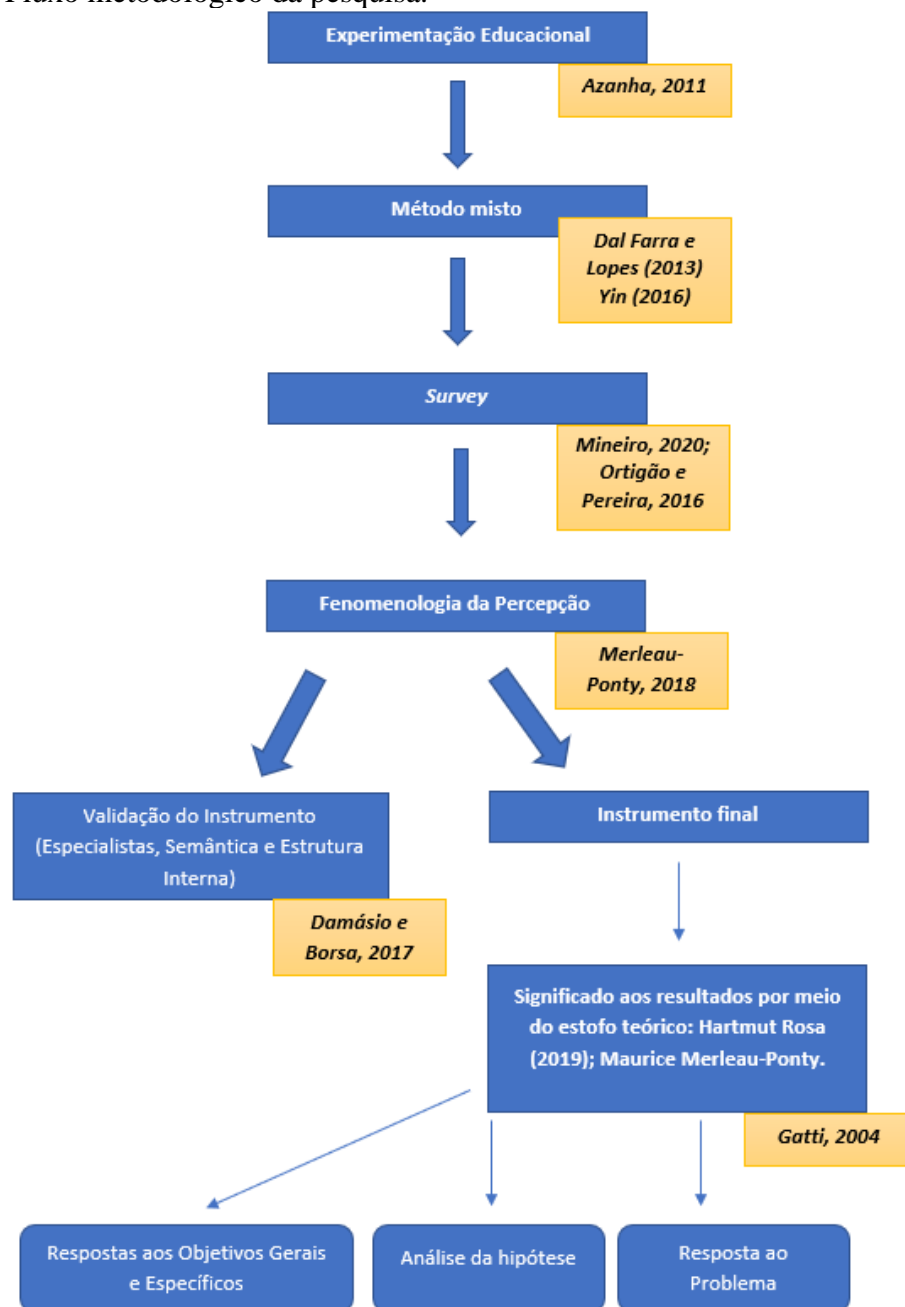 Fluxo metodológico da pesquisa.
Experimentação Educacional
Azanha, 2011
Método misto
Dal Farra e
Lopes (2013)
Yin (2016)
Survey
Mineiro, 2020;
Ortigão e
Pereira, 2016
Fenomenologia da Percepção
Merleau-
Ponty, 2018
Validação do Instrumento
(Especialistas, Semântica e Estrutura
Interna)
Damásio e
Borsa, 2017
Instrumento final
Significado aos resultados por meio
do estofo teórico: Hartmut Rosa
(2019); Maurice Merleau-Ponty.
Gatti, 2004
Respostas aos Objetivos Gerais
e Específicos
Análise da hipótese
Resposta ao
Problema